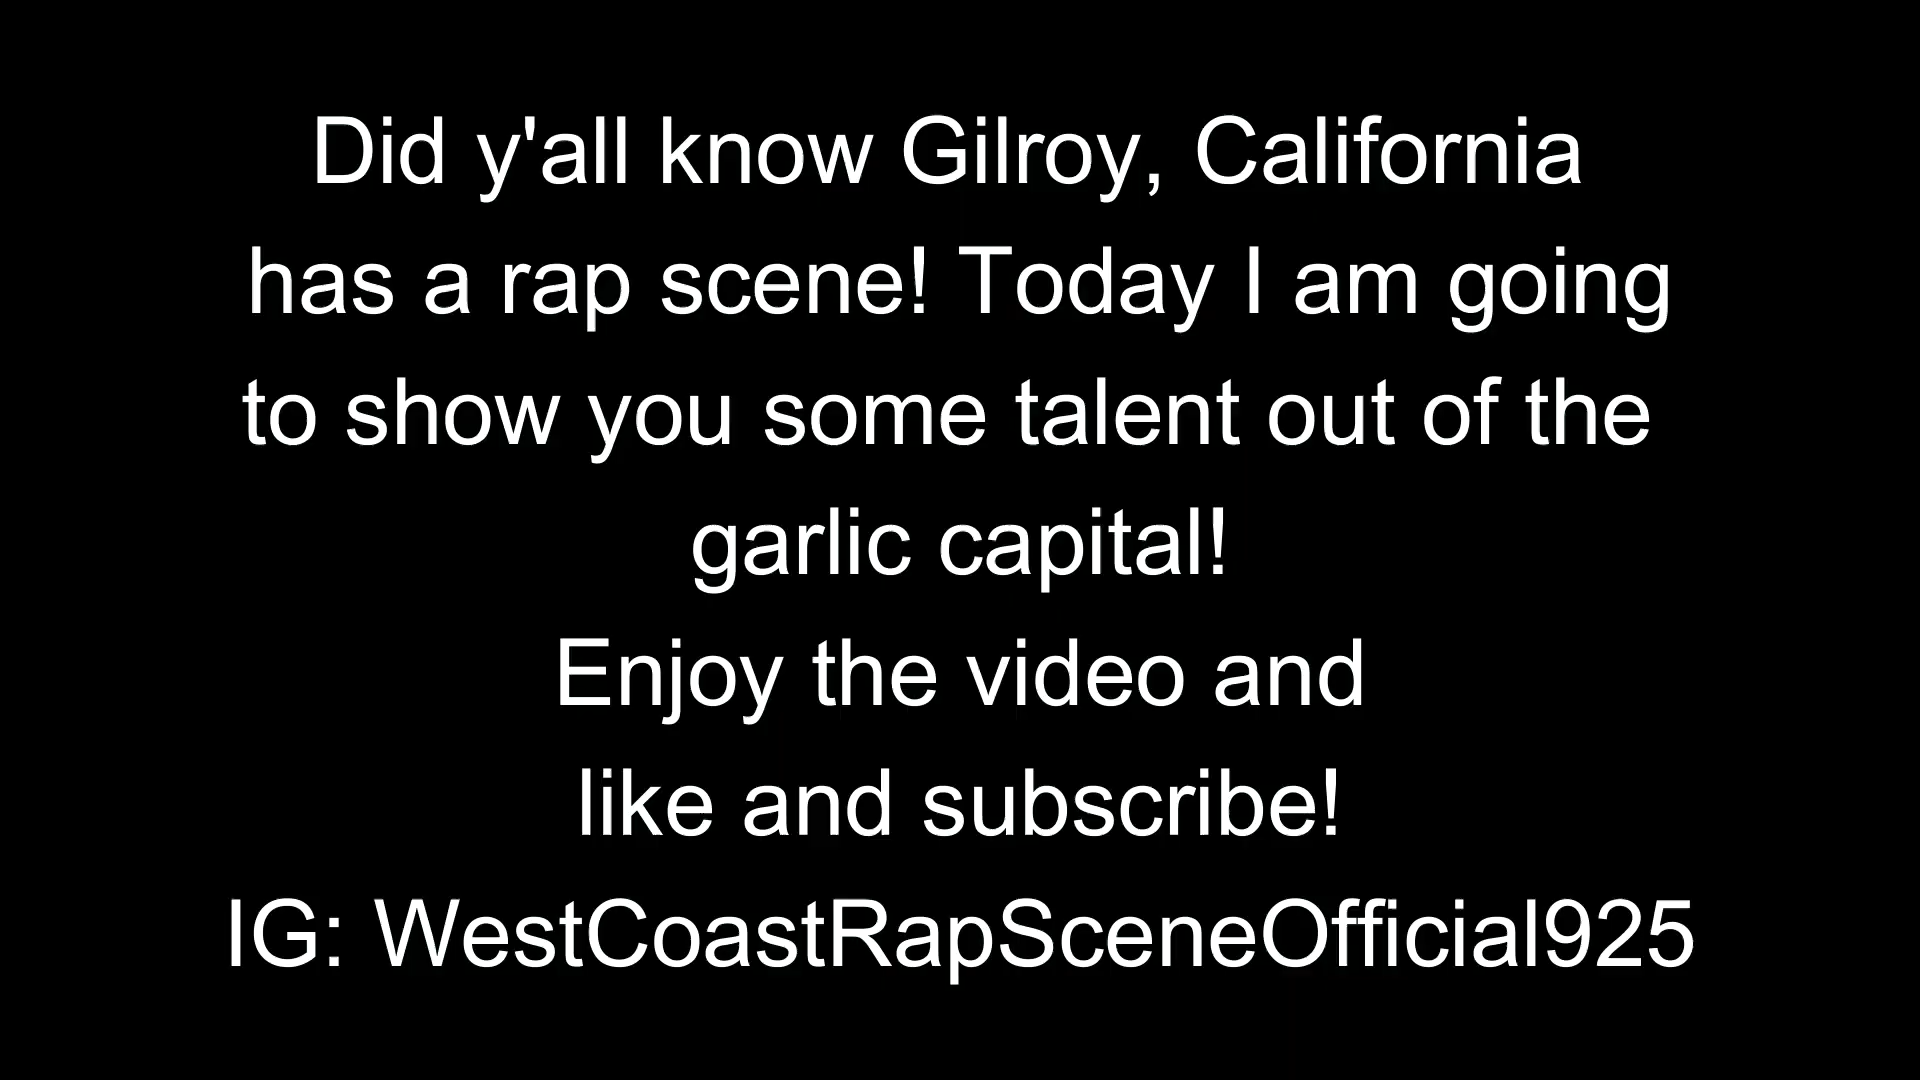 Did y'all know Gilroy, California
has a rap scene! Today I am going
to show you some talent out of the
garlic capital!
Enjoy the video and
like and subscribe!
IG: WestCoastRapSceneOfficial925